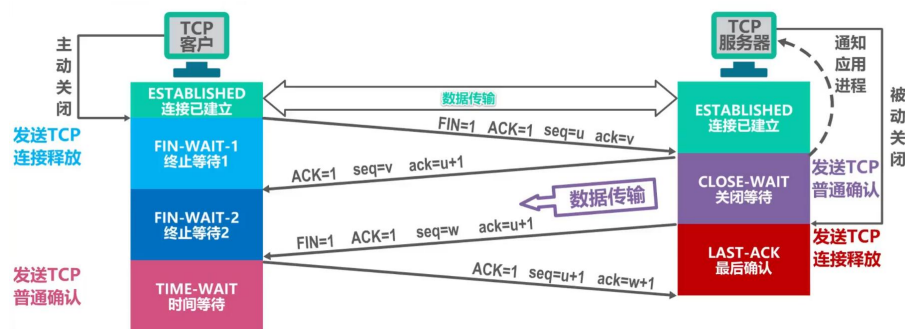 TCP
客户
TCP
服务器
主动关闭
通知
应用
进程
被动关闭
ESTABLISHED
连接已建立
数据传输
ESTABLISHED
连接已建立
FIN=1 ACK=1 seq=u ack=v
发送TCP
连接释放
FIN-WAIT-1
终止等待1
ACK=1 seq=v ack=u+1
CLOSE-WAIT
关闭等待
发送TCP
普通确认
数据传输
FIN-WAIT-2
终止等待2
FIN=1 ACK=1 seq=w ack=u+1
LAST-ACK
最后确认
发送TCP
连接释放
发送TCP
普通确认
TIME-WAIT
时间等待
ACK=1 seq=u+1 ack=w+1